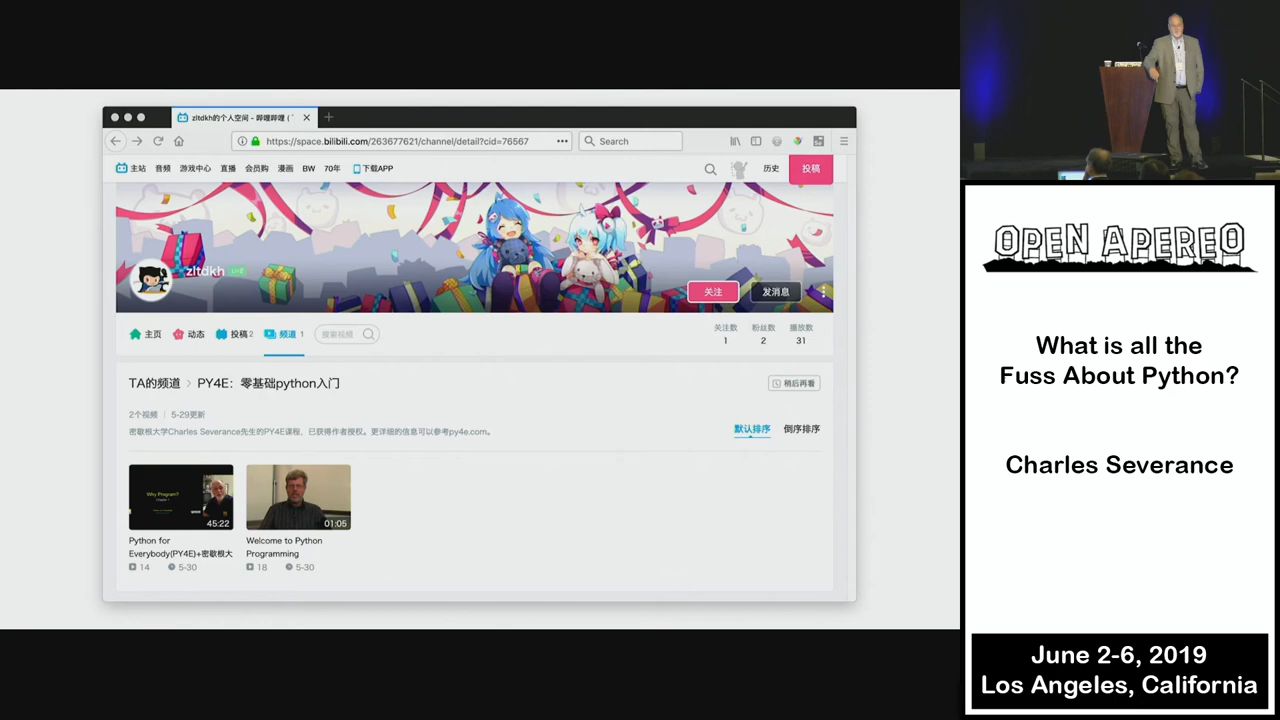 zltdkh的个人空间 - 哔哩哔哩 (
https://space.bilibili.com/263677621/channel/detail?cid=76567
Search
主站 音频 游戏中心 直播 会员购 漫画 BW 70年 下载APP
历史
投稿
zltdkh
关注
发消息
主页 动态 投稿 2 频道 1 搜索视频
关注数 粉丝数 播放数
1 2 31
TA的频道 > PY4E：零基础python入门
稍后再看
2个视频 | 5-29更新
密歇根大学Charles Severance先生的PY4E课程，已获得作者授权。更详细的信息可以参考py4e.com。
默认排序 倒序排序
Why Program?
45:22
01:05
Python for
Everybody(PY4E)+密歇根大
14 5-30
Welcome to Python
Programming
18 5-30
OPEN APEREO
What is all the
Fuss About Python?
Charles Severance
June 2-6, 2019
Los Angeles, California